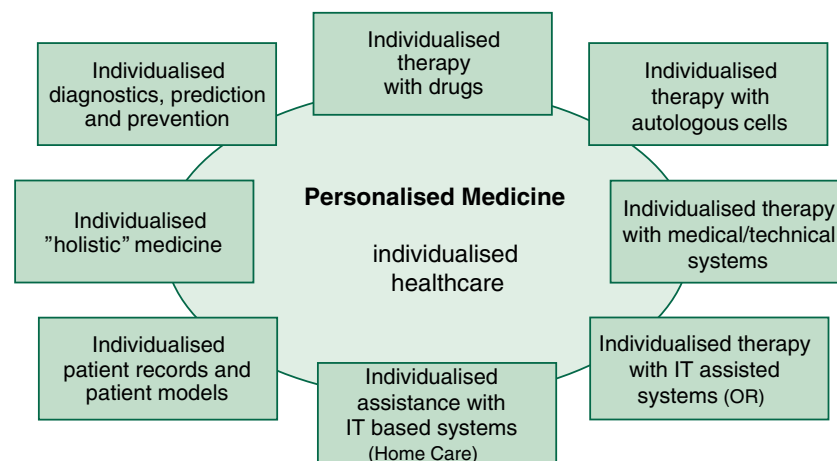 Individualised
therapy
with drugs
Individualised
diagnostics, prediction
and prevention
Individualised
therapy with
autologous cells
Personalised Medicine
individualised
healthcare
Individualised
”holistic” medicine
Individualised therapy
with medical/technical
systems
Individualised
patient records and
patient models
Individualised
assistance with
IT based systems
(Home Care)
Individualised therapy
with IT assisted
systems (OR)